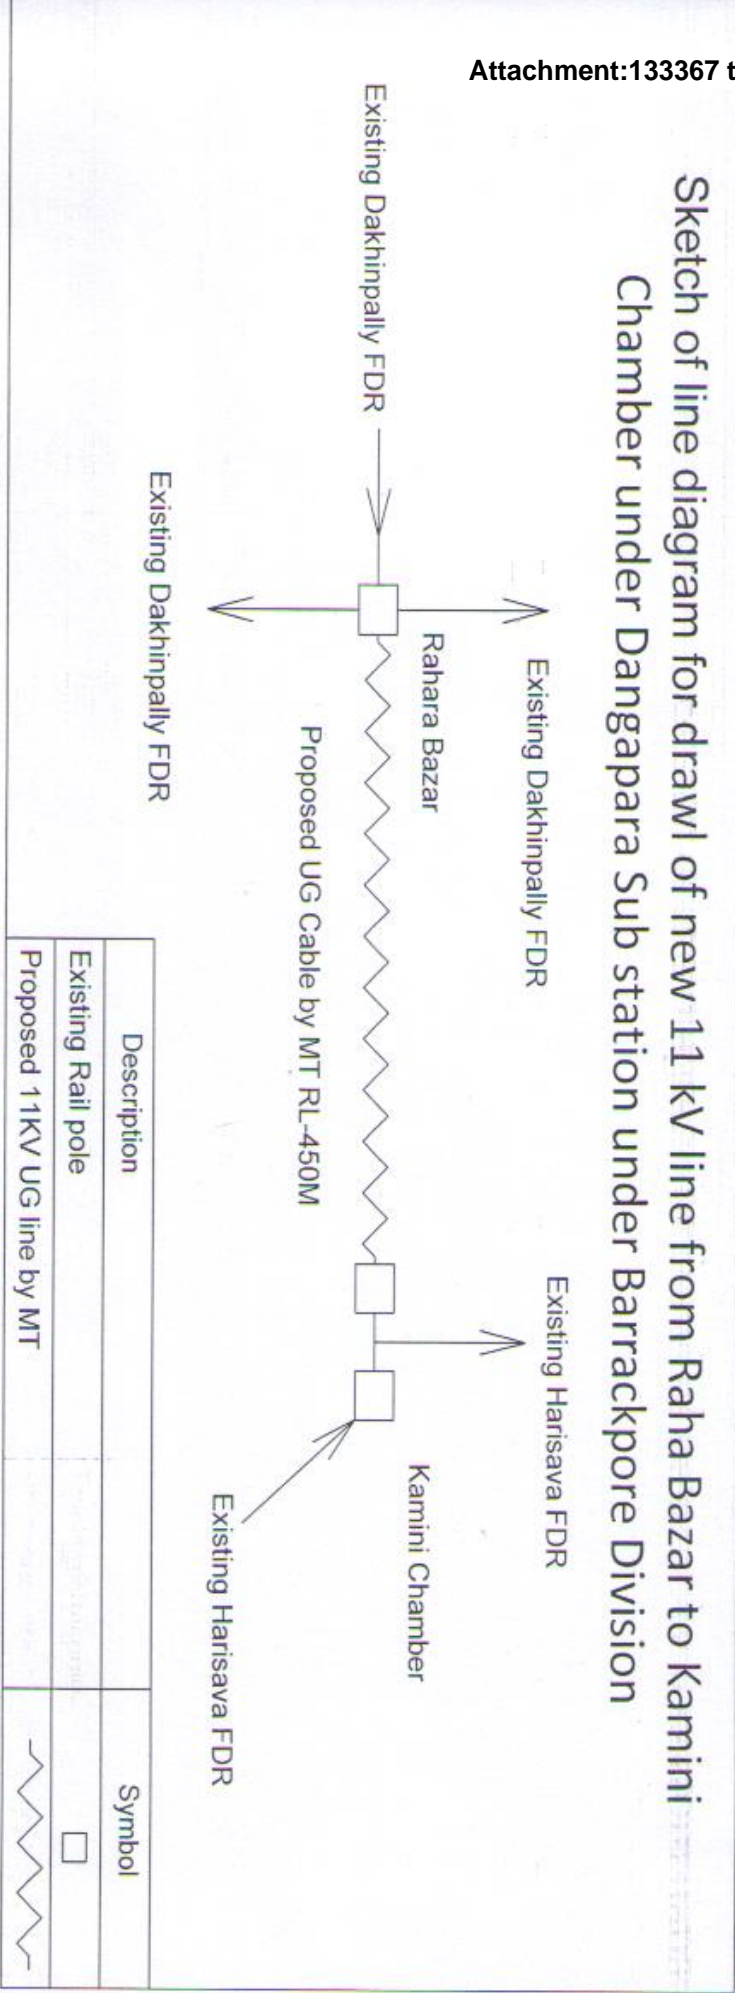 Attachment:133367 t
Sketch of line diagram for drawl of new 11 kV line from Raha Bazar to Kamini
Chamber under Dangapara Sub station under Barrackpore Division
Existing Dakhinpally FDR
Existing Dakhinpally FDR
Rahara Bazar
Existing Dakhinpally FDR
Proposed UG Cable by MT RL-450M
Existing Harisava FDR
Kamini Chamber
Existing Harisava FDR
Description Symbol
Existing Rail pole
Proposed 11KV UG line by MT